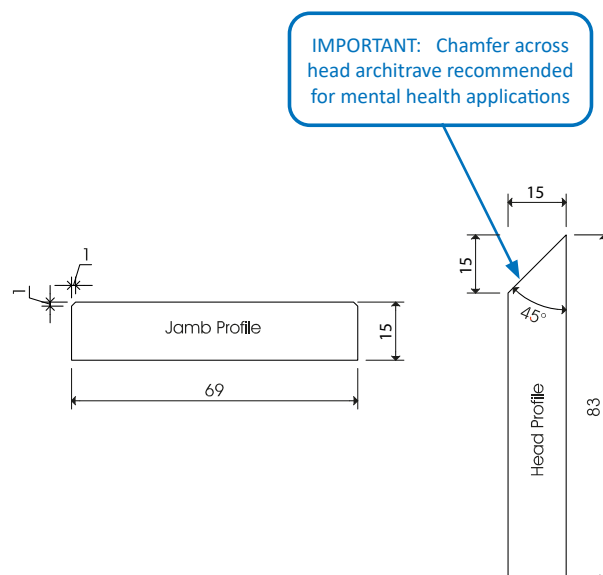 IMPORTANT: Chamfer across
head architrave recommended
for mental health applications
15
15
45°
83
Head Profile
1
1
Jamb Profile
15
69